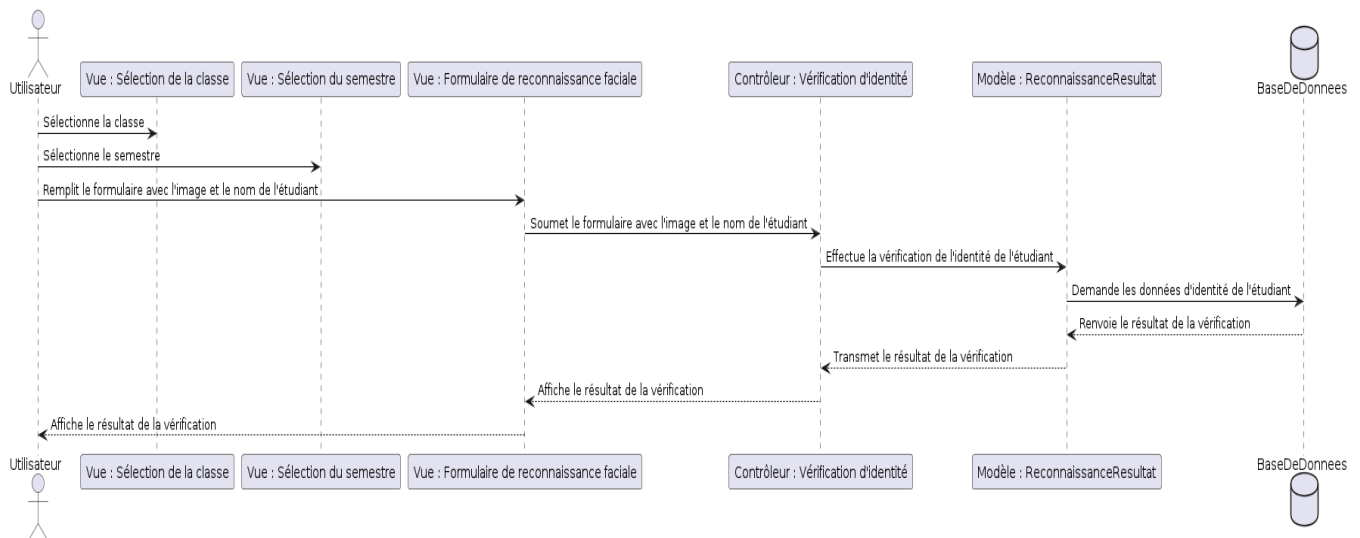 Utilisateur
Vue : Sélection de la classe
Vue : Sélection du semestre
Vue : Formulaire de reconnaissance faciale
Contrôleur : Vérification d'identité
Modèle : ReconnaissanceResultat
BaseDeDonnees
Sélectionne la classe
Sélectionne le semestre
Remplit le formulaire avec l'image et le nom de l'étudiant
Soumet le formulaire avec l'image et le nom de l'étudiant
Effectue la vérification de l'identité de l'étudiant
Demande les données d'identité de l'étudiant
Renvoie le résultat de la vérification
Transmet le résultat de la vérification
Affiche le résultat de la vérification
Affiche le résultat de la vérification
Utilisateur
Vue : Sélection de la classe
Vue : Sélection du semestre
Vue : Formulaire de reconnaissance faciale
Contrôleur : Vérification d'identité
Modèle : ReconnaissanceResultat
BaseDeDonnees